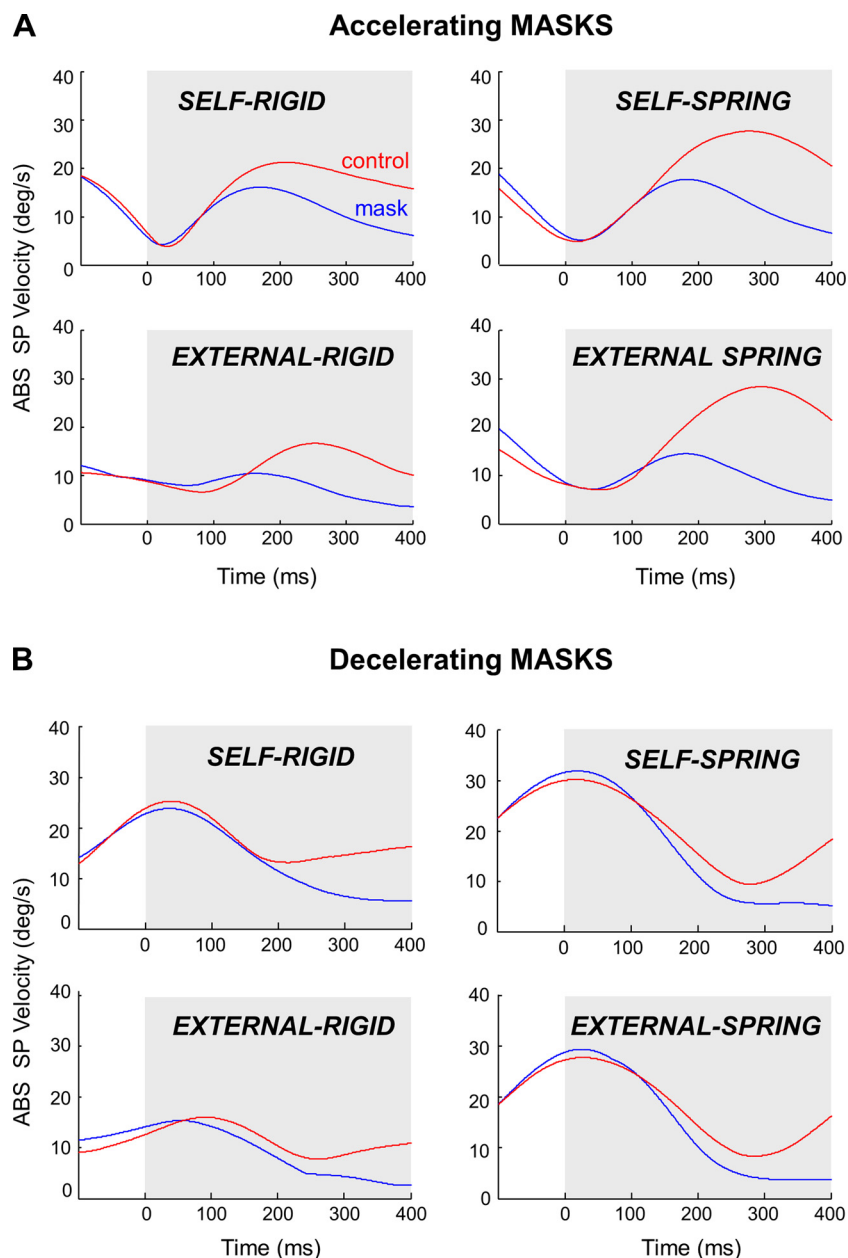 A Accelerating MASKS
SELF-RIGID
control
mask
40
30
20
10
0
0 100 200 300 400
SELF-SPRING
40
30
20
10
0
0 100 200 300 400
ABS SP Velocity (deg/s)
EXTERNAL-RIGID
40
30
20
10
0
0 100 200 300 400
Time (ms)
EXTERNAL SPRING
40
30
20
10
0
0 100 200 300 400
Time (ms)
B Decelerating MASKS
SELF-RIGID
40
30
20
10
0
0 100 200 300 400
SELF-SPRING
40
30
20
10
0
0 100 200 300 400
ABS SP Velocity (deg/s)
EXTERNAL-RIGID
40
30
20
10
0
0 100 200 300 400
Time (ms)
EXTERNAL-SPRING
40
30
20
10
0
0 100 200 300 400
Time (ms)